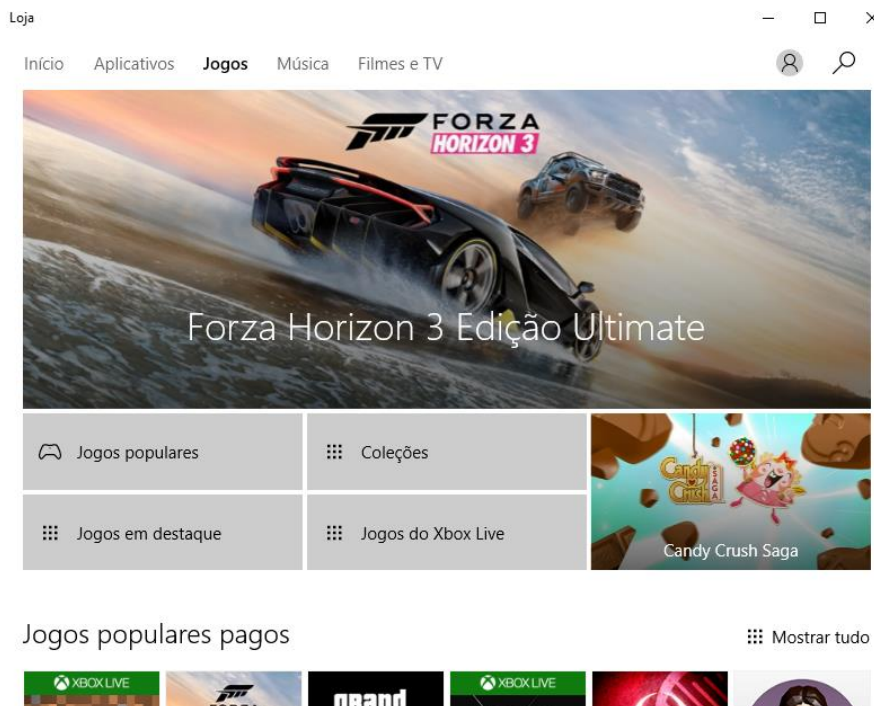 Loja
Início Aplicativos Jogos Música Filmes e TV
FORZA
HORIZON 3
Forza Horizon 3 Edição Ultimate
Jogos populares
Coleções
Candy
Crush
SAGA
Jogos em destaque
Jogos do Xbox Live
Candy Crush Saga
Jogos populares pagos
Mostrar tudo
XBOX LIVE
FORZA
grand
XBOX LIVE